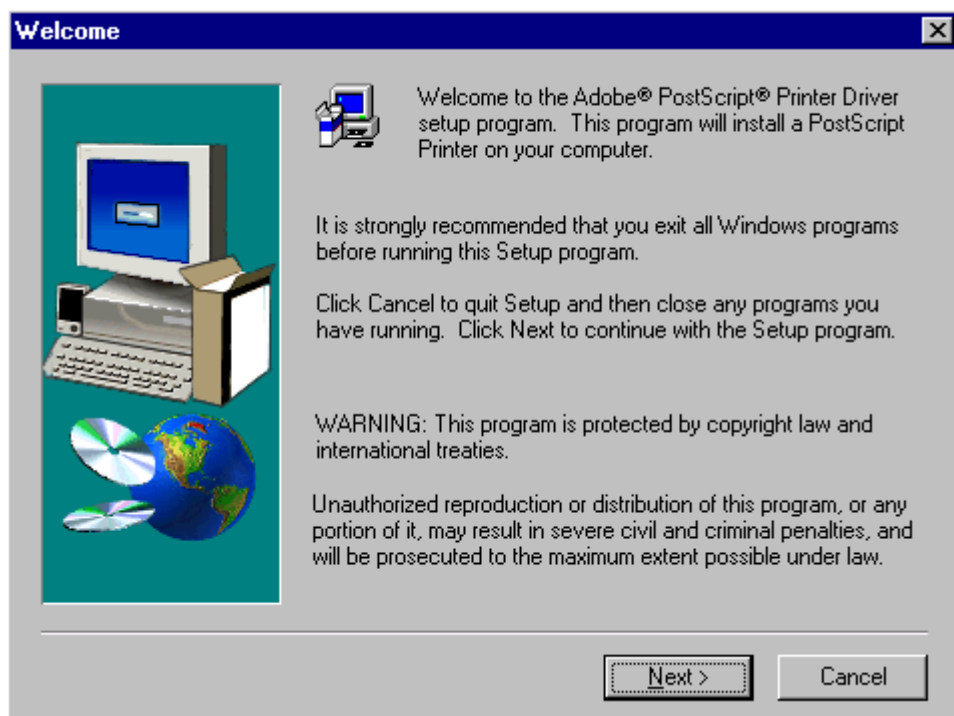 Welcome
Welcome to the Adobe® PostScript® Printer Driver
setup program.  This program will install a PostScript
Printer on your computer.
It is strongly recommended that you exit all Windows programs
before running this Setup program.
Click Cancel to quit Setup and then close any programs you
have running.  Click Next to continue with the Setup program.
WARNING: This program is protected by copyright law and
international treaties.
Unauthorized reproduction or distribution of this program, or any
portion of it, may result in severe civil and criminal penalties, and
will be prosecuted to the maximum extent possible under law.
Next >
Cancel